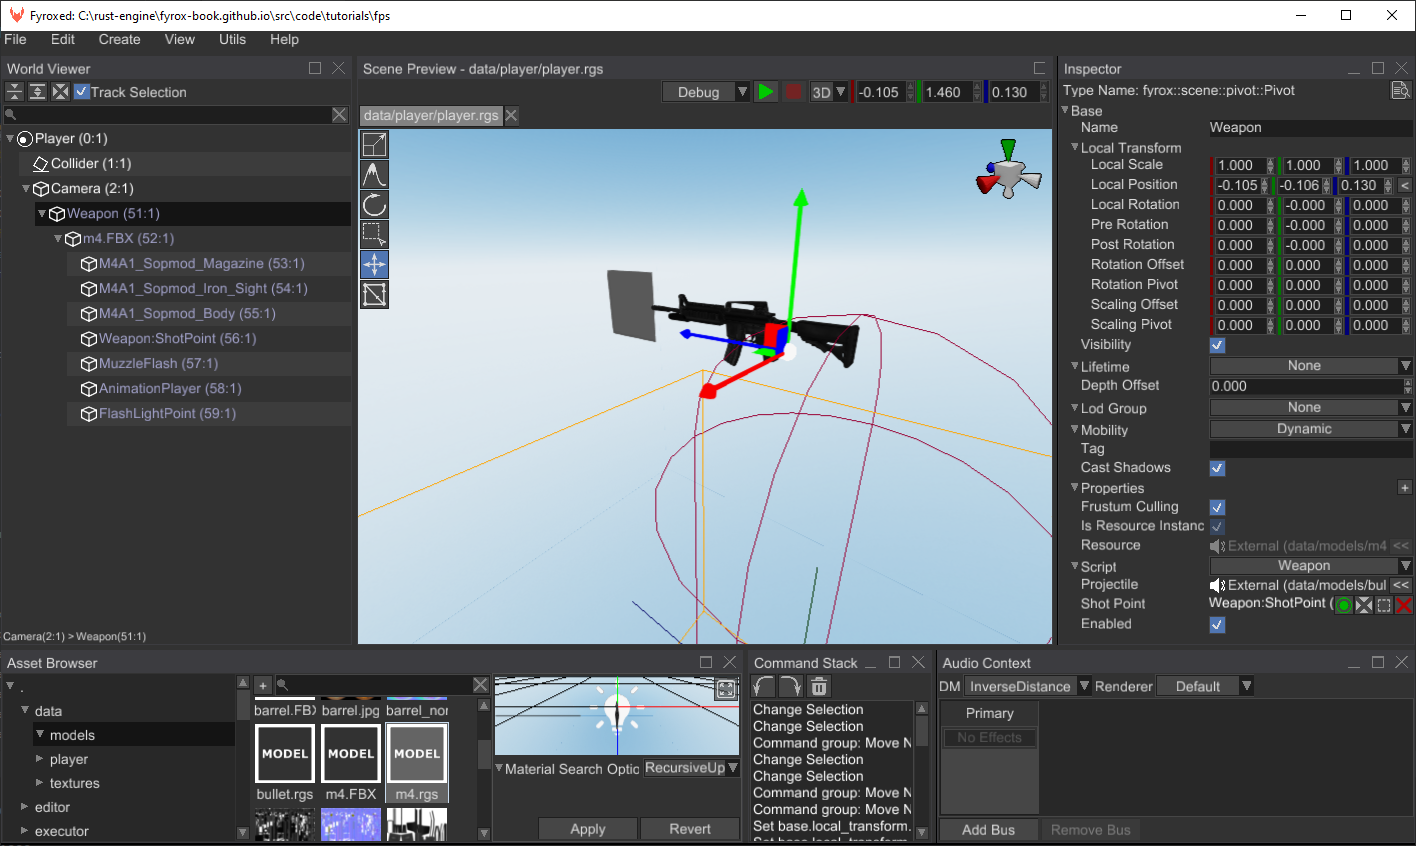 Fyroxed: C:\rust-engine\fyrox-book.github.io\src\code\tutorials\fps
File Edit Create View Utils Help
World Viewer
Track Selection
Player (0:1)
Collider (1:1)
Camera (2:1)
Weapon (51:1)
m4.FBX (52:1)
M4A1_Sopmod_Magazine (53:1)
M4A1_Sopmod_Iron_Sight (54:1)
M4A1_Sopmod_Body (55:1)
Weapon:ShotPoint (56:1)
MuzzleFlash (57:1)
AnimationPlayer (58:1)
FlashLightPoint (59:1)
Camera(2:1) > Weapon(51:1)
Scene Preview - data/player/player.rgs
Debug 3D -0.105 1.460 0.130
data/player/player.rgs
Inspector
Type Name: fyrox::scene::pivot::Pivot
Base
Name Weapon
Local Transform
Local Scale 1.000 1.000 1.000
Local Position -0.105 -0.106 0.130 <
Local Rotation 0.000 -0.000 0.000
Pre Rotation 0.000 -0.000 0.000
Post Rotation 0.000 -0.000 0.000
Rotation Offset 0.000 0.000 0.000
Rotation Pivot 0.000 0.000 0.000
Scaling Offset 0.000 0.000 0.000
Scaling Pivot 0.000 0.000 0.000
Visibility
Lifetime None
Depth Offset 0.000
Lod Group None
Mobility Dynamic
Tag
Cast Shadows
Properties +
Frustum Culling
Is Resource Instanc
Resource External (data/models/m4 <<
Script Weapon
Projectile External (data/models/bul <<
Shot Point Weapon:ShotPoint (
Enabled
Asset Browser
.
data
models
player
textures
editor
executor
+
barrel.FBX barrel.jpg barrel_nor
MODEL MODEL MODEL
bullet.rgs m4.FBX m4.rgs
Material Search Optic RecursiveUp
Apply Revert
Command Stack
Change Selection
Change Selection
Command group: Move N
Change Selection
Change Selection
Command group: Move N
Command group: Move N
Set base.local_transform.
Set base.local_transform.
Audio Context
DM InverseDistance Renderer Default
Primary
No Effects
Add Bus Remove Bus